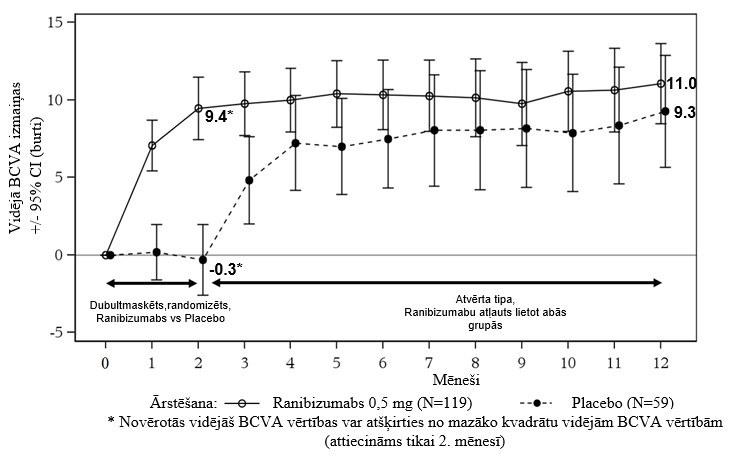 15
10
5
0
-5
Vidējā BCVA izmaiņas
+/- 95% CI (burti)
9.4*
-0.3*
11.0
9.3
Dubultmaskēts,randomizēts,
Ranibizumabs vs Placebo
Atvērta tipa,
Ranibizumabu atļauts lietot abās
grupās
0 1 2 3 4 5 6 7 8 9 10 11 12
Mēneši
Ārstēšana: Ranibizumabs 0,5 mg (N=119) Placebo (N=59)
* Novērotās vidējāš BCVA vērtības var atšķirties no mazāko kvadrātu vidējām BCVA vērtībām
(attiecināms tikai 2. mēnesī)